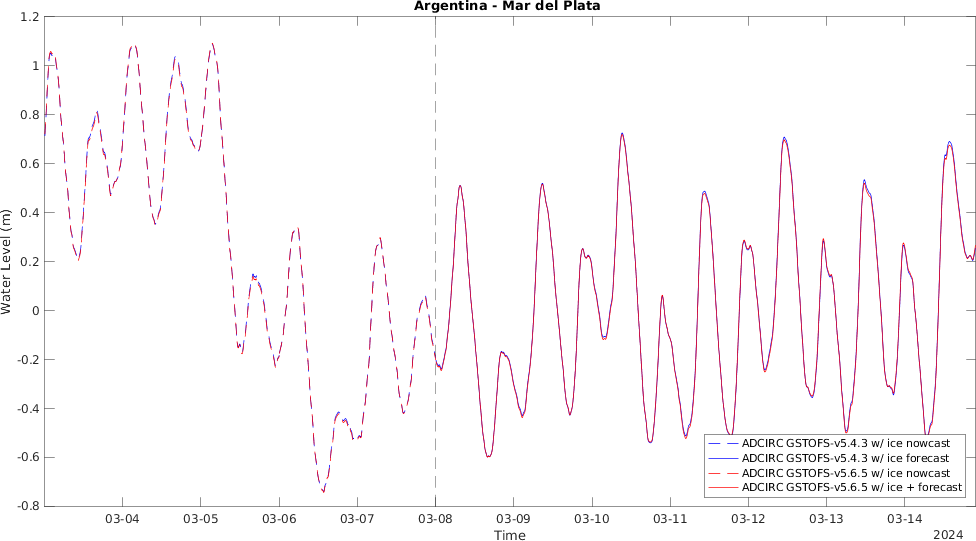 Argentina - Mar del Plata
1.2
1
0.8
0.6
0.4
0.2
0
-0.2
-0.4
-0.6
-0.8
Water Level (m)
ADCIRC GSTOFS-v5.4.3 w/ ice nowcast
ADCIRC GSTOFS-v5.4.3 w/ ice forecast
ADCIRC GSTOFS-v5.6.5 w/ ice nowcast
ADCIRC GSTOFS-v5.6.5 w/ ice + forecast
03-04 03-05 03-06 03-07 03-08 03-09 03-10 03-11 03-12 03-13 03-14
Time
2024